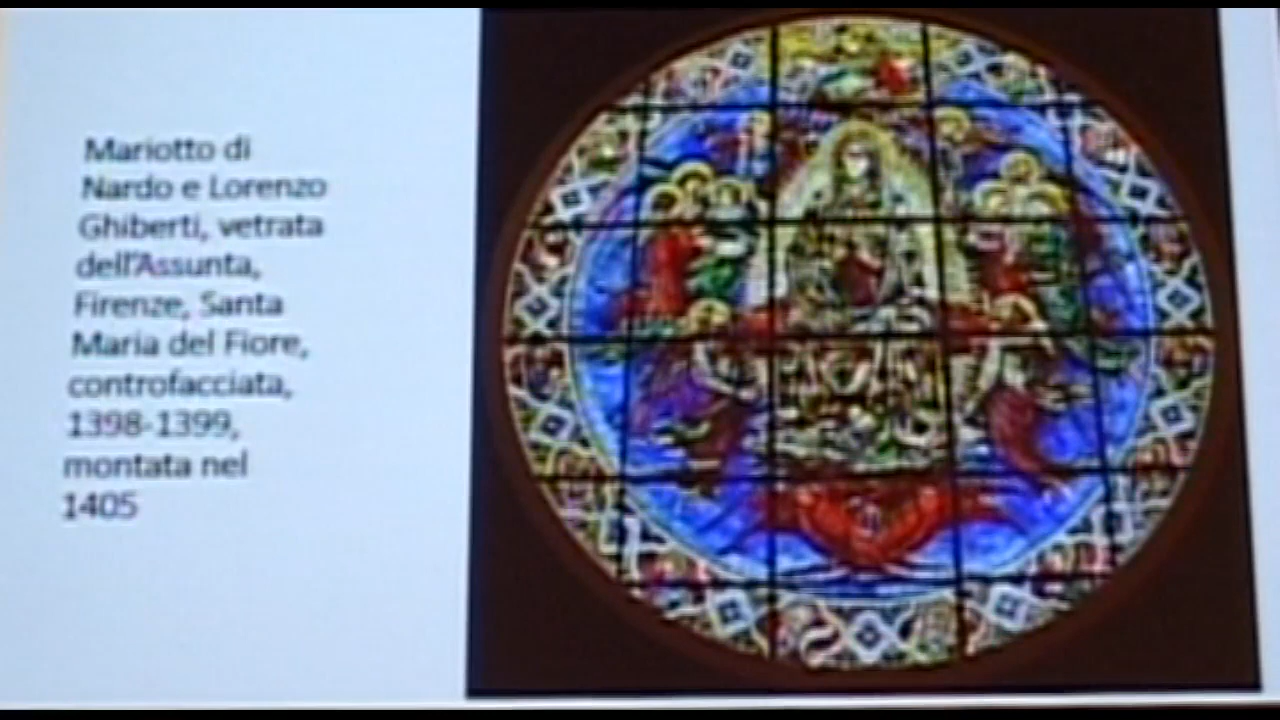 Mariotto di
Nardo e Lorenzo
Ghiberti, vetrata
dell'Assunta,
Firenze, Santa
Maria del Fiore,
controfacciata,
1398-1399,
montata nel
1405